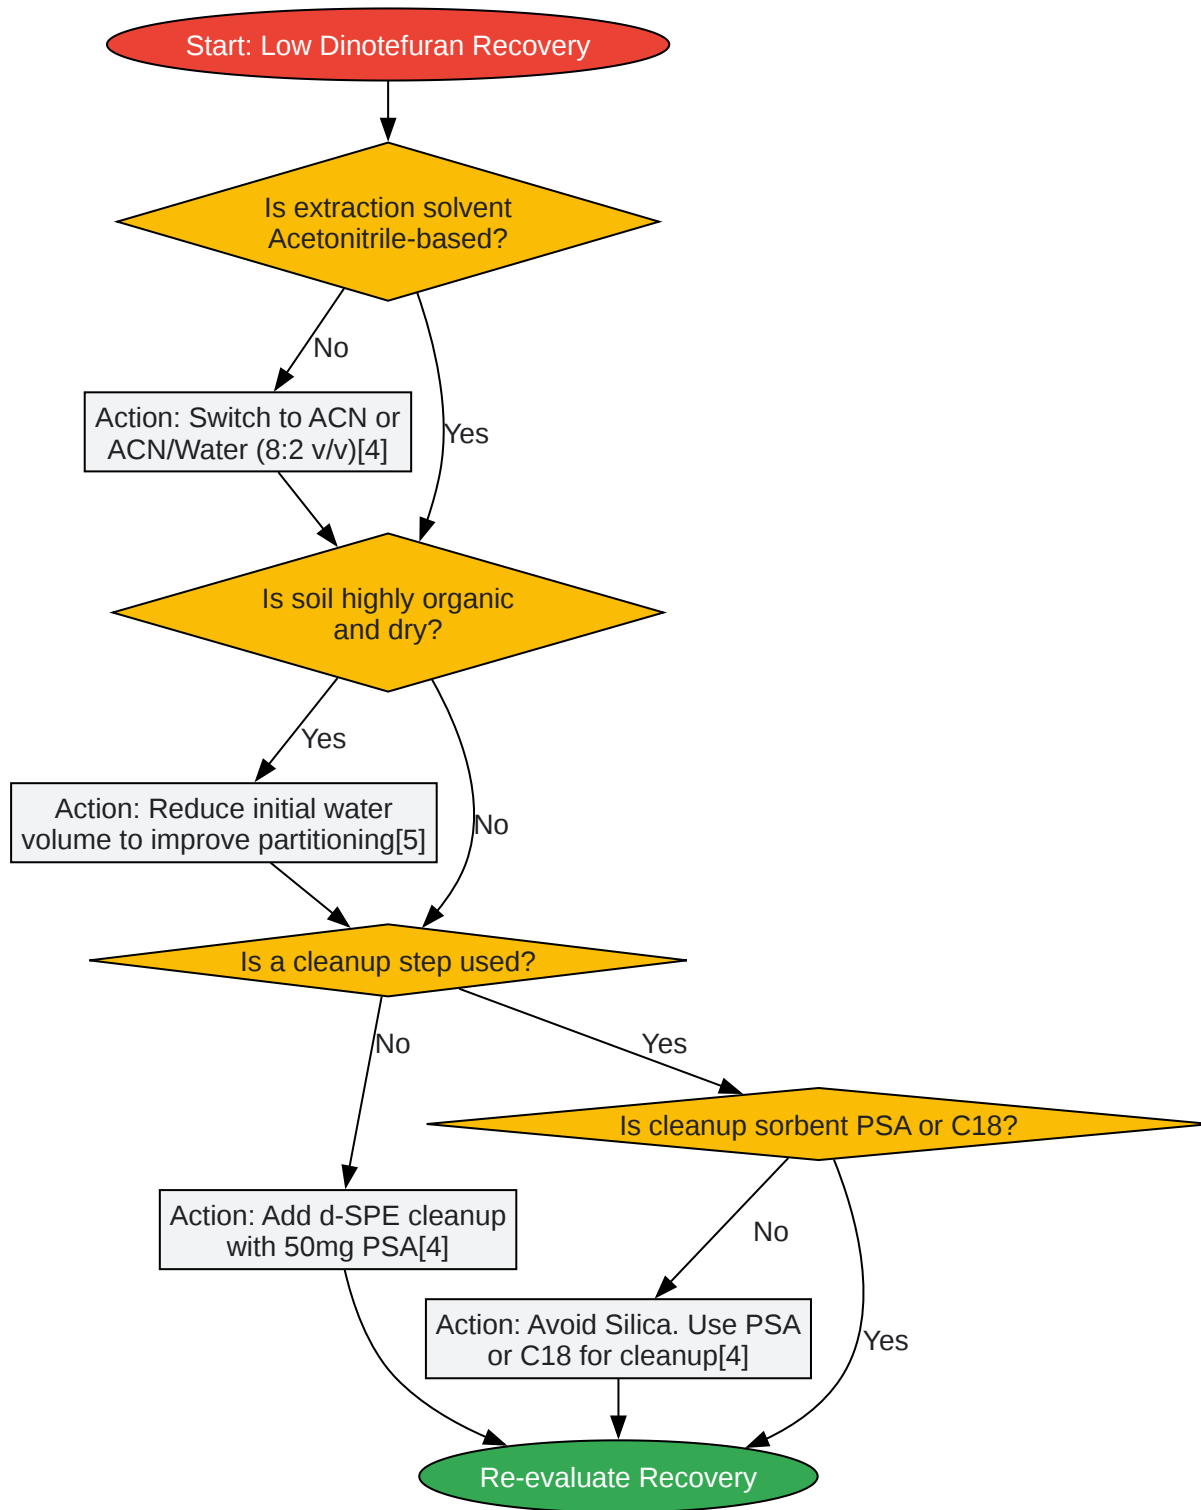 Start: Low Dinotefuran Recovery
Is extraction solvent
Acetonitrile-based?
No
Action: Switch to ACN or
ACN/Water (8:2 v/v)[4]
Yes
Is soil highly organic
and dry?
Yes
Action: Reduce initial water
volume to improve partitioning[5]
No
Is a cleanup step used?
No
Yes
Is cleanup sorbent PSA or C18?
Action: Add d-SPE cleanup
with 50mg PSA[4]
No
Action: Avoid Silica. Use PSA
or C18 for cleanup[4]
Yes
Re-evaluate Recovery